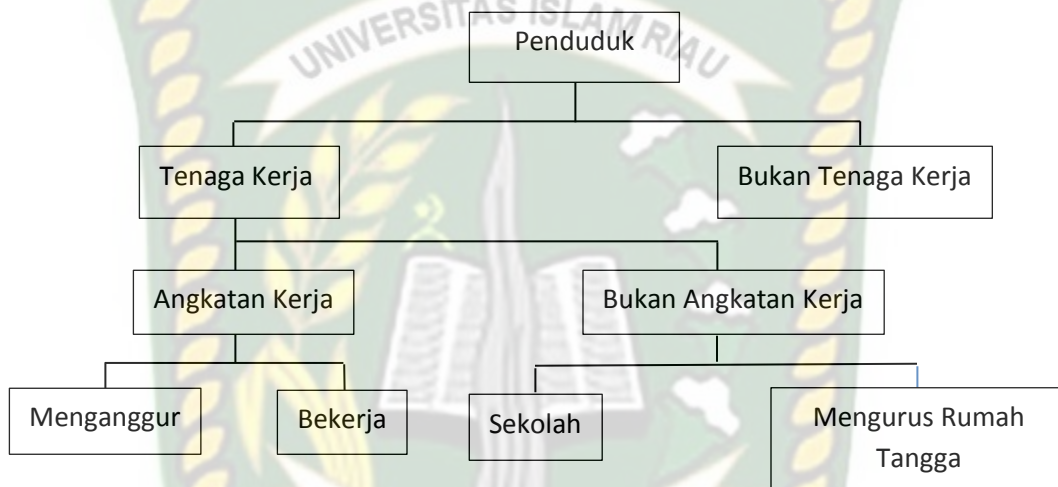 UNIVERSITAS ISLAM RIAU
Penduduk
Tenaga Kerja
Bukan Tenaga Kerja
Angkatan Kerja
Bukan Angkatan Kerja
Menganggur
Bekerja
Sekolah
Mengurus Rumah
Tangga